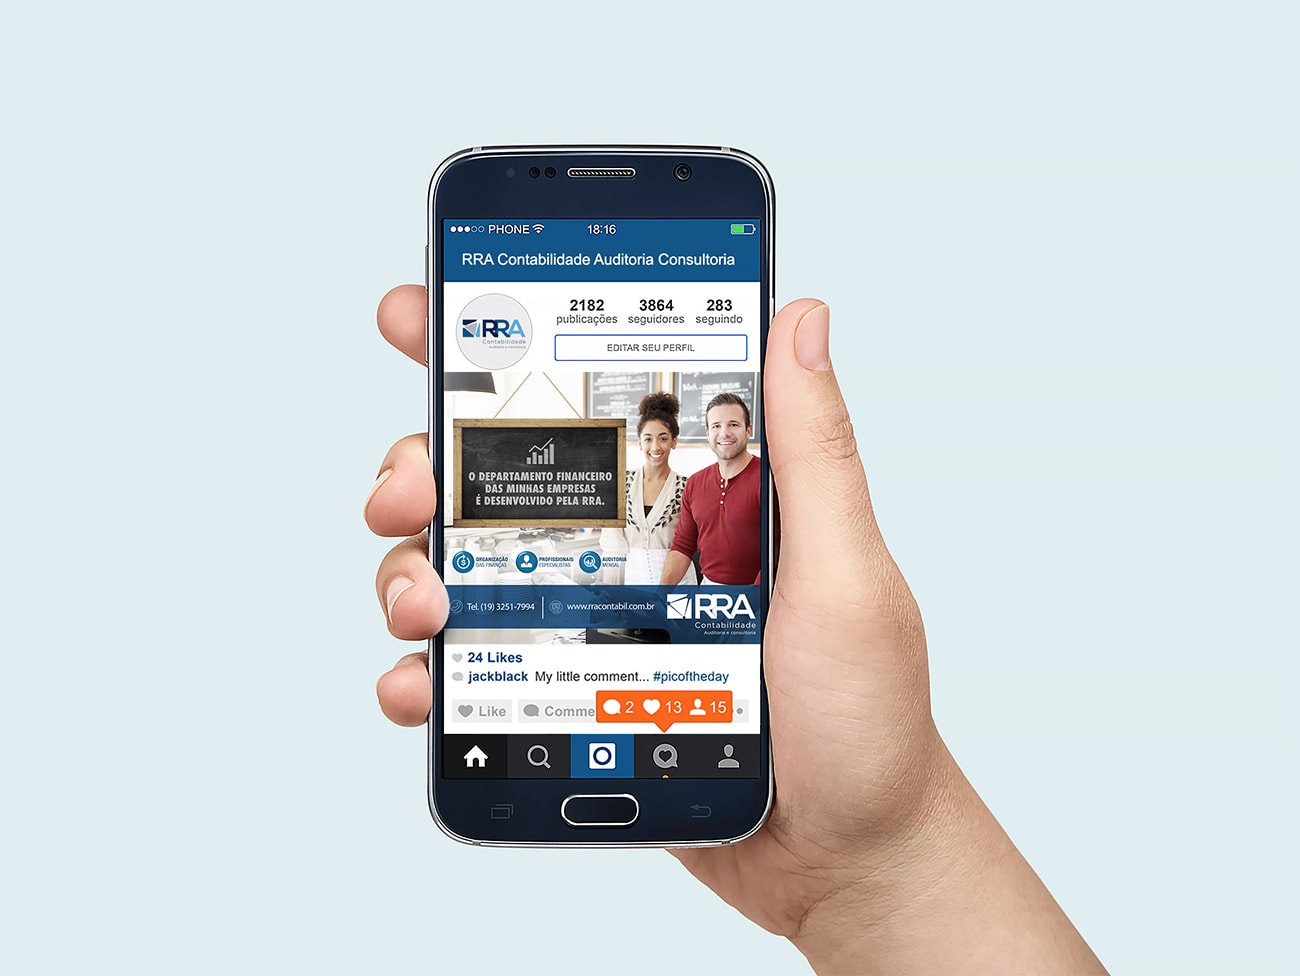 PHONE 18:16
RRA Contabilidade Auditoria Consultoria
2182 3864 283
publicações seguidores seguindo
RRA
Contabilidade
Auditoria e consultoria
EDITAR SEU PERFIL
O DEPARTAMENTO FINANCEIRO
DAS MINHAS EMPRESAS
É DESENVOLVIDO PELA RRA.
ORGANIZAÇÃO
DAS FINANÇAS
PROFISSIONAIS
ESPECIALISTAS
AUDITORIA
MENSAL
Tel. (19) 3251-7994 www.rracontabil.com.br
RRA
Contabilidade
Auditoria e consultoria
24 Likes
jackblack My little comment... #picoftheday
Like Comme
2 13 15